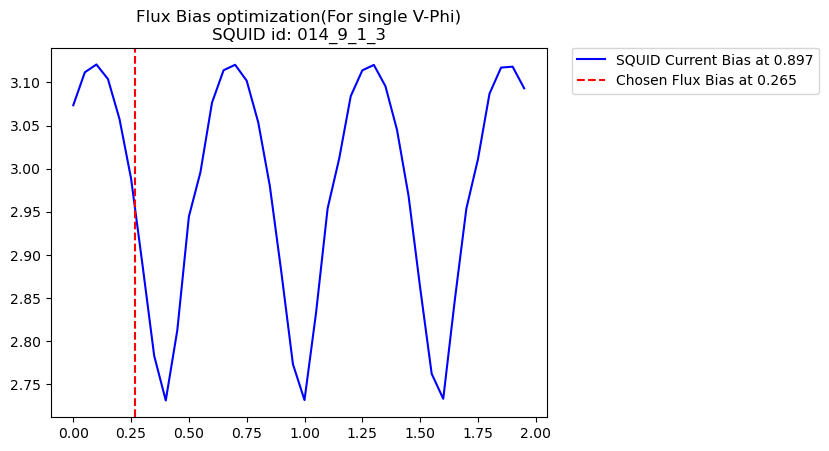 Flux Bias optimization(For single V-Phi)
SQUID id: 014_9_1_3
SQUID Current Bias at 0.897
Chosen Flux Bias at 0.265
3.10
3.05
3.00
2.95
2.90
2.85
2.80
2.75
0.00 0.25 0.50 0.75 1.00 1.25 1.50 1.75 2.00